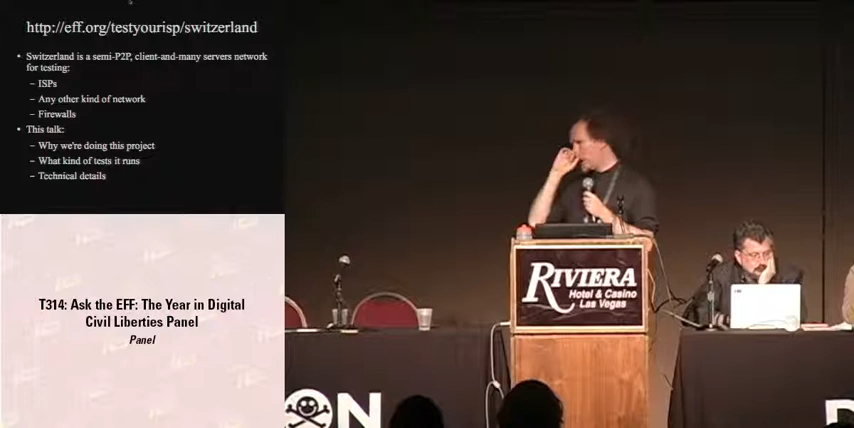 http://eff.org/testyourisp/switzerland
• Switzerland is a semi-P2P, client-and-many servers network
for testing:
– ISPs
– Any other kind of network
– Firewalls
• This talk:
– Why we're doing this project
– What kind of tests it runs
– Technical details
T314: Ask the EFF: The Year in Digital
Civil Liberties Panel
Panel
RIVIERA
Hotel & Casino
Las Vegas
ON
D